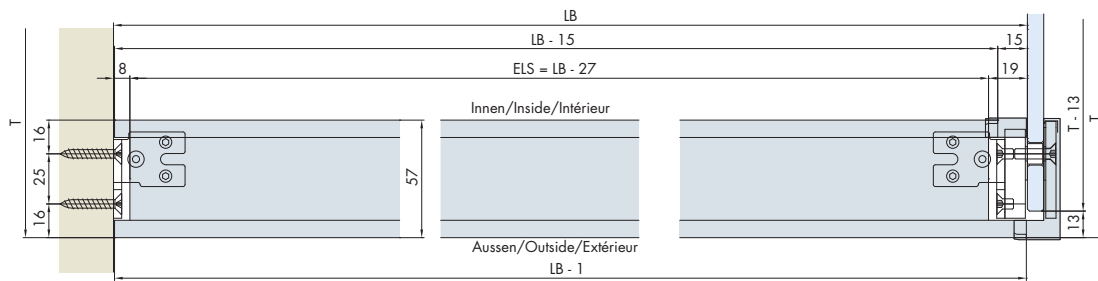 LB
LB - 15
15
8
ELS = LB - 27
19
Innen/Inside/Intérieur
T
16
25
16
57
T - 13
T
13
Aussen/Outside/Extérieur
LB - 1